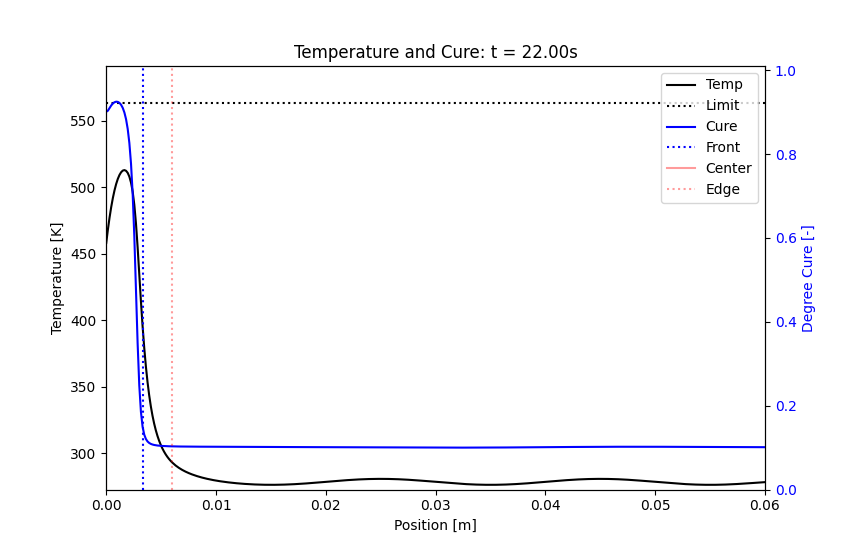 Temperature and Cure: t = 22.00s
Temp
Limit
Cure
Front
Center
Edge
Temperature [K]
550
500
450
400
350
300
Degree Cure [-]
1.0
0.8
0.6
0.4
0.2
0.0
0.00 0.01 0.02 0.03 0.04 0.05 0.06
Position [m]